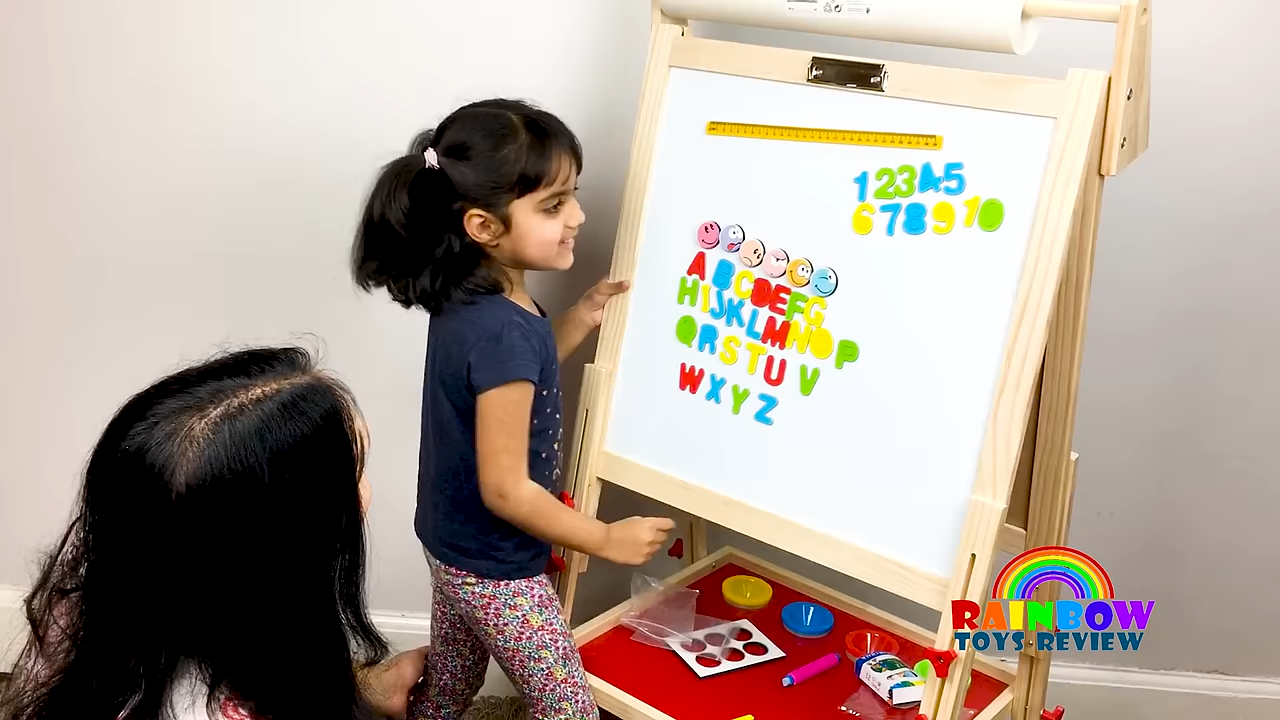 12345
678910
ABCDEFG
HIJKLMNOP
QRSTUV
WXYZ
RAINBOW
TOYS REVIEW